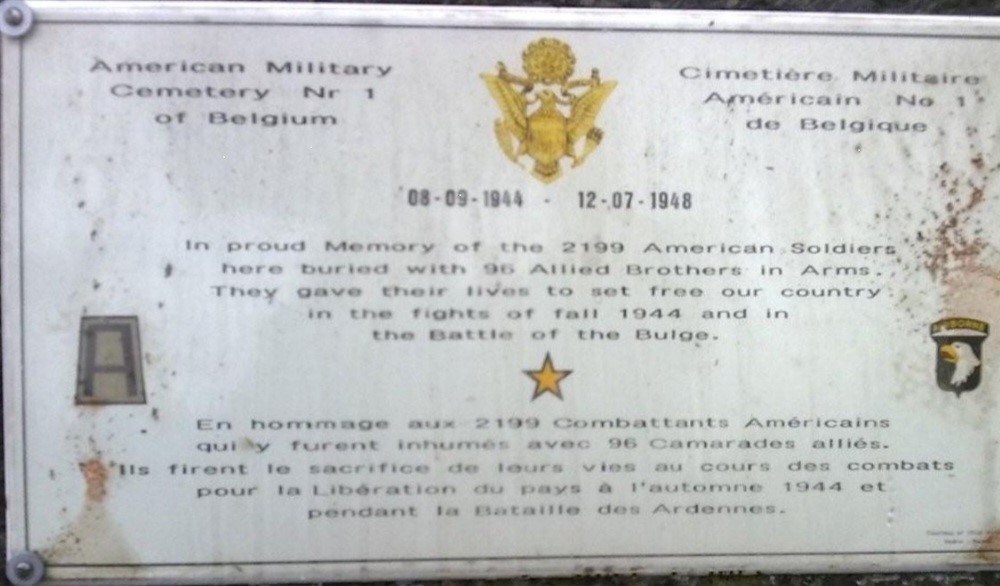 American Military
Cemetery Nr 1
of Belgium
Cimetière Militaire
Américain No 1
de Belgique
08-09-1944 - 12-07-1948
In proud Memory of the 2199 American Soldiers
here buried with 96 Allied Brothers in Arms.
They gave their lives to set free our country
in the fights of fall 1944 and in
the Battle of the Bulge.
A
AIRBORNE
En hommage aux 2199 Combattants Américains
qui y furent inhumés avec 96 Camarades alliés.
Ils firent le sacrifice de leurs vies au cours des combats
pour la Libération du pays à l'automne 1944 et
pendant la Bataille des Ardennes.